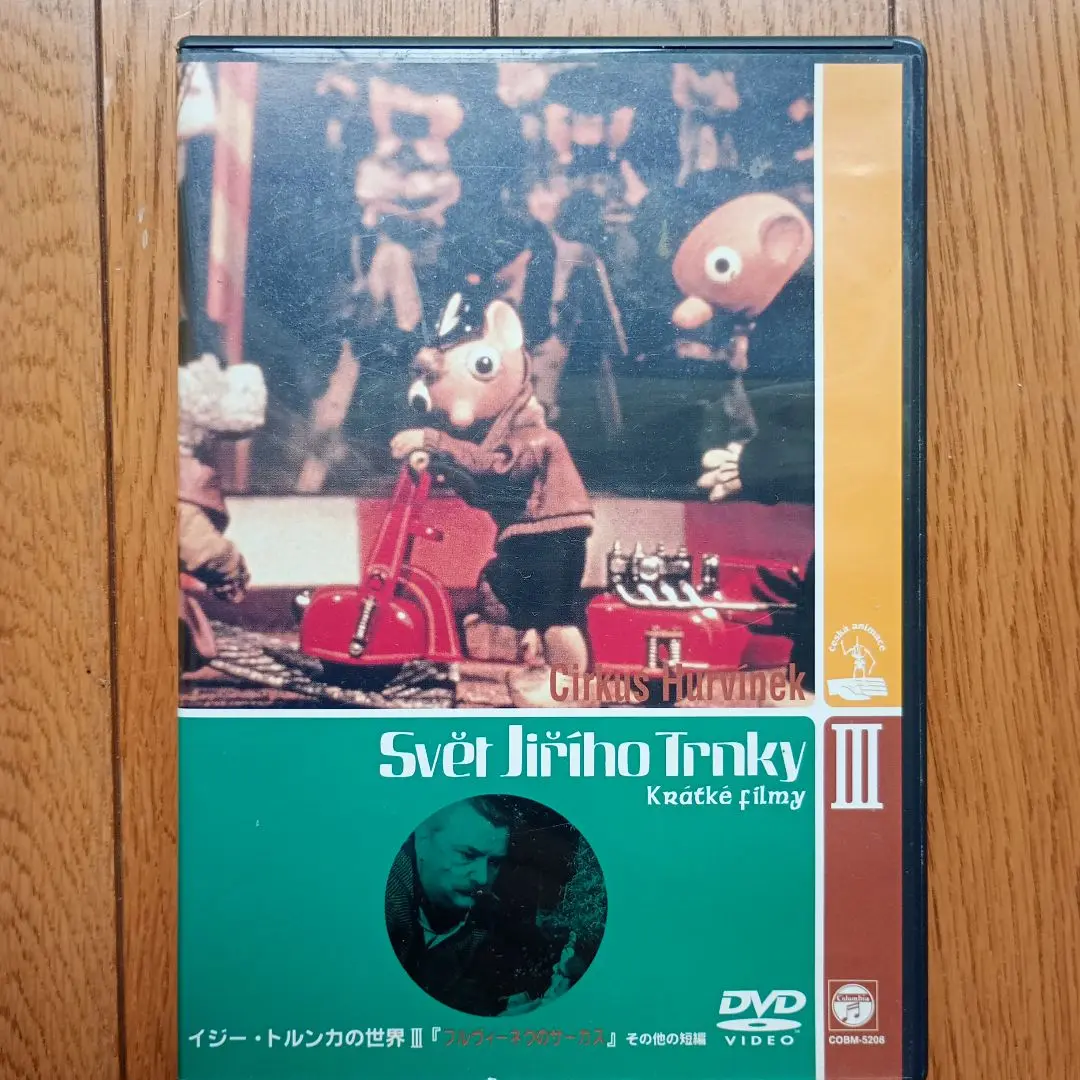 Cirkus Hurvínek
česká animace
Svět Jiřího Trnky
Krátké filmy
III
DVD
VIDEO
Columbia
COBM-5208
イジー・トルンカの世界 III 『フルヴィーネクのサーカス』 その他の短編